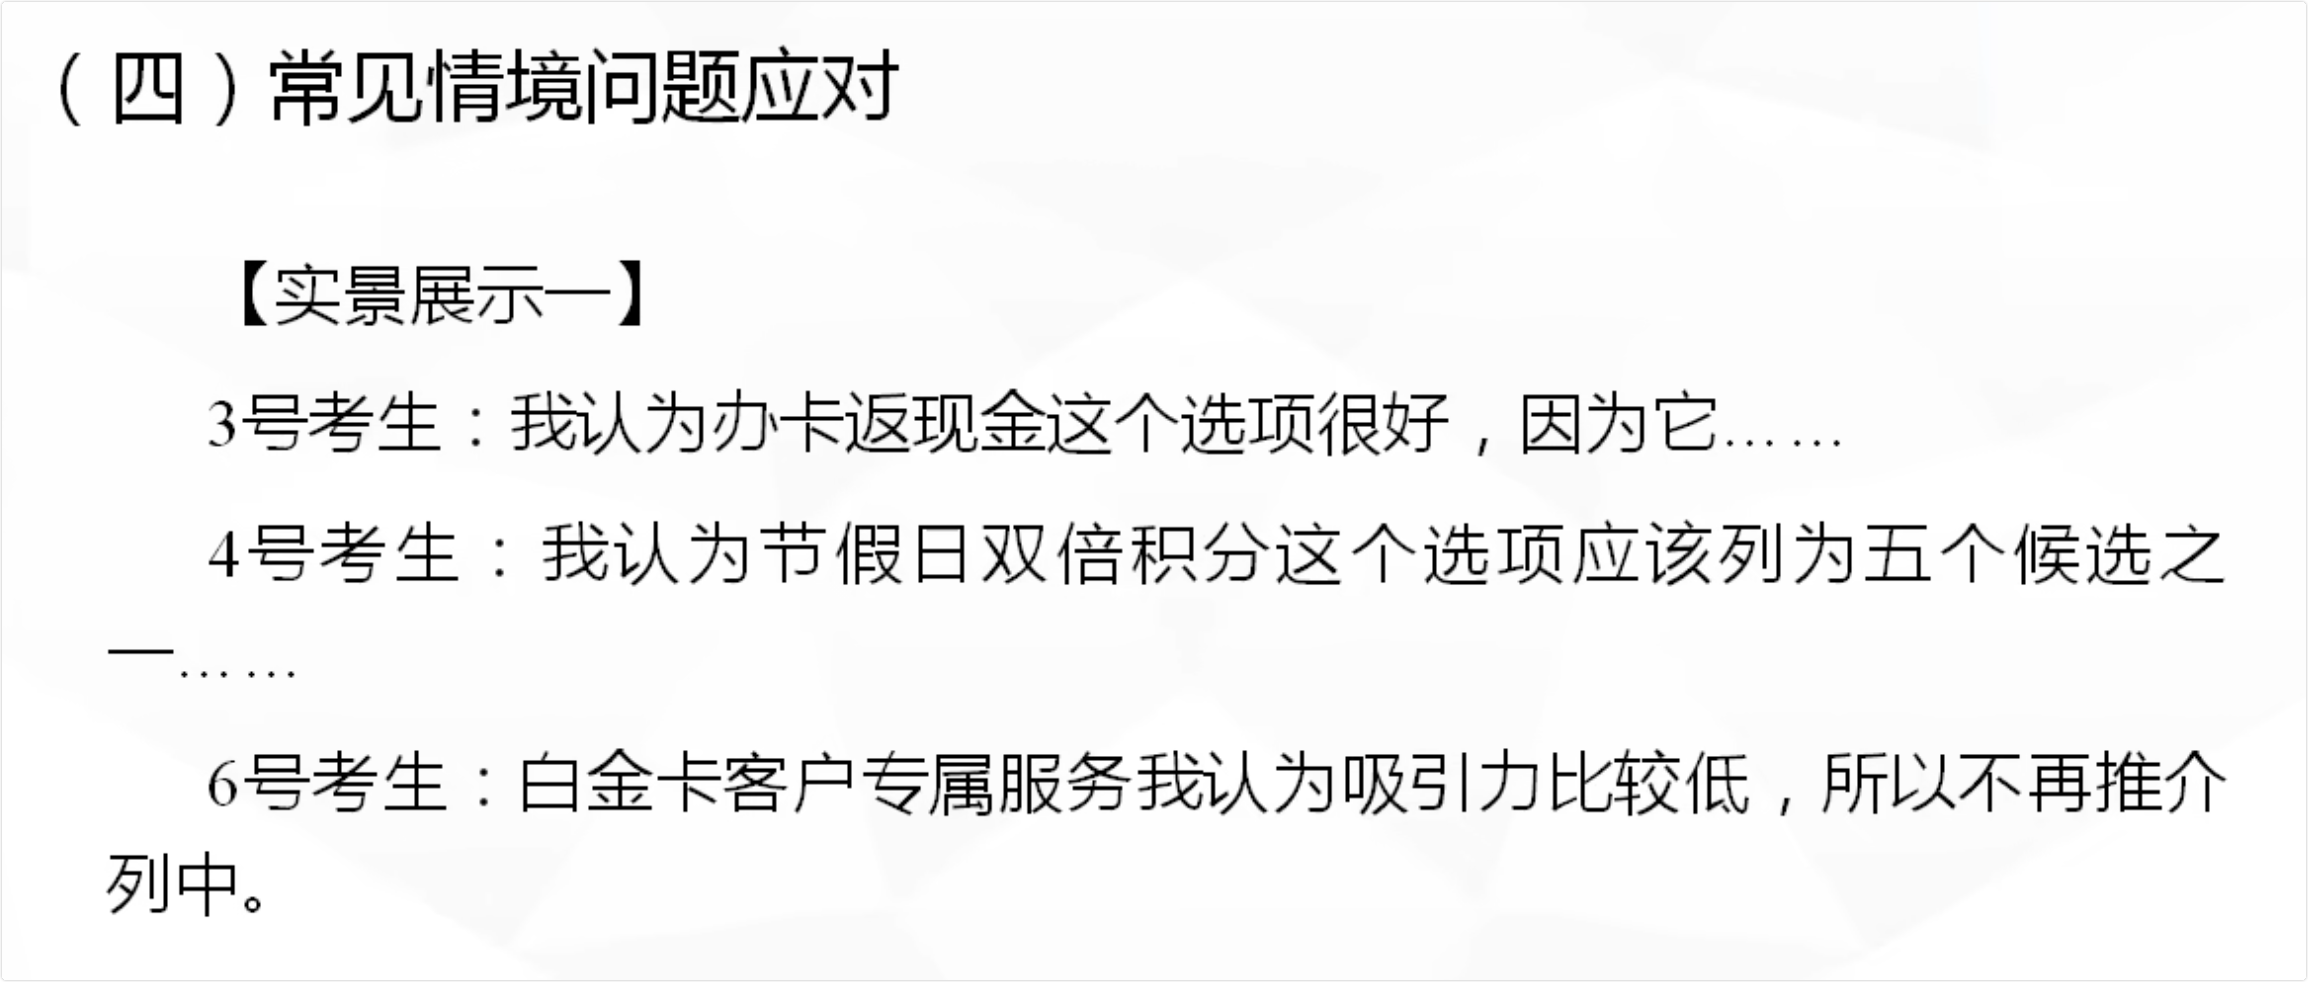 （四）常见情境问题应对
【实景展示一】
3号考生：我认为办卡返现金这个选项很好，因为它……
4号考生：我认为节假日双倍积分这个选项应该列为五个候选之
一……
6号考生：白金卡客户专属服务我认为吸引力比较低，所以不再推介
列中。